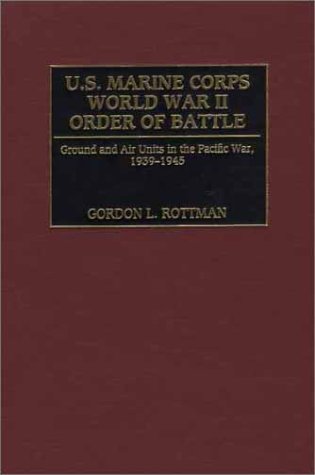 U.S. MARINE CORPS
WORLD WAR II
ORDER OF BATTLE
Ground and Air Units in the Pacific War,
1939–1945
GORDON L. ROTTMAN